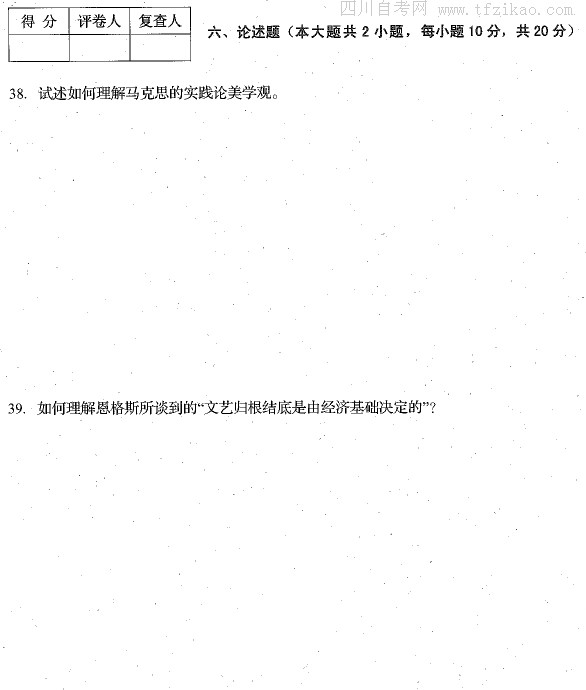 四川自考网
www.tfzikao.com
得 分 评卷人 复查人
六、论述题（本大题共 2 小题，每小题 10 分，共 20 分）
38. 试述如何理解马克思的实践论美学观。
39. 如何理解恩格斯所谈到的“文艺归根结底是由经济基础决定的”？